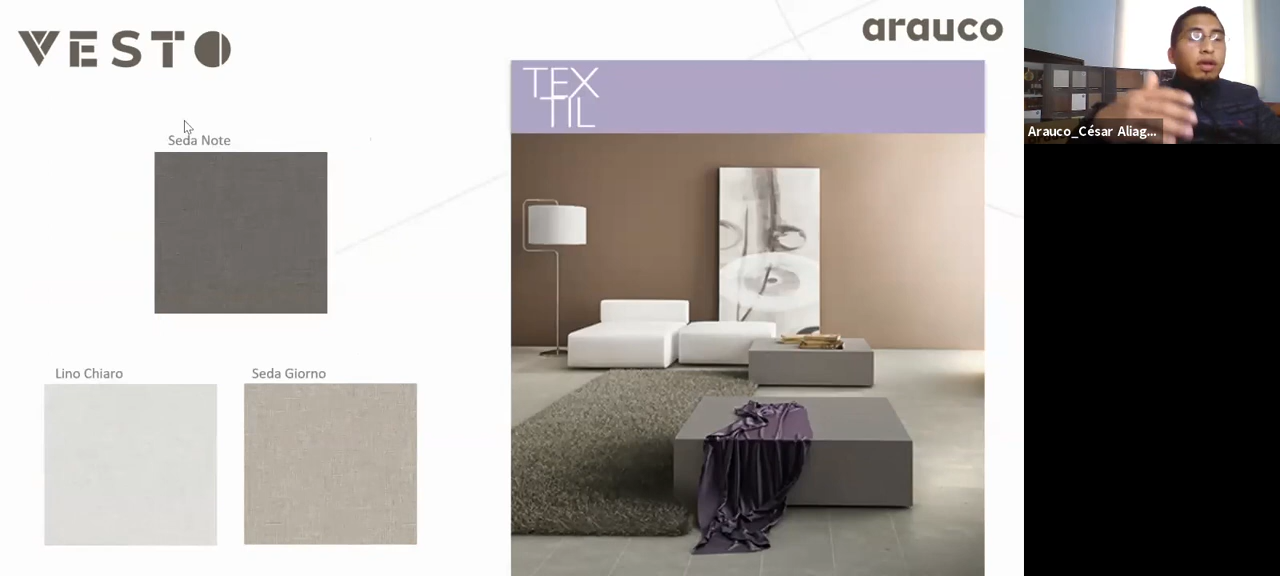 VESTO
arauco
TEX
TIL
Seda Note
Lino Chiaro
Seda Giorno
Arauco_César Aliag...